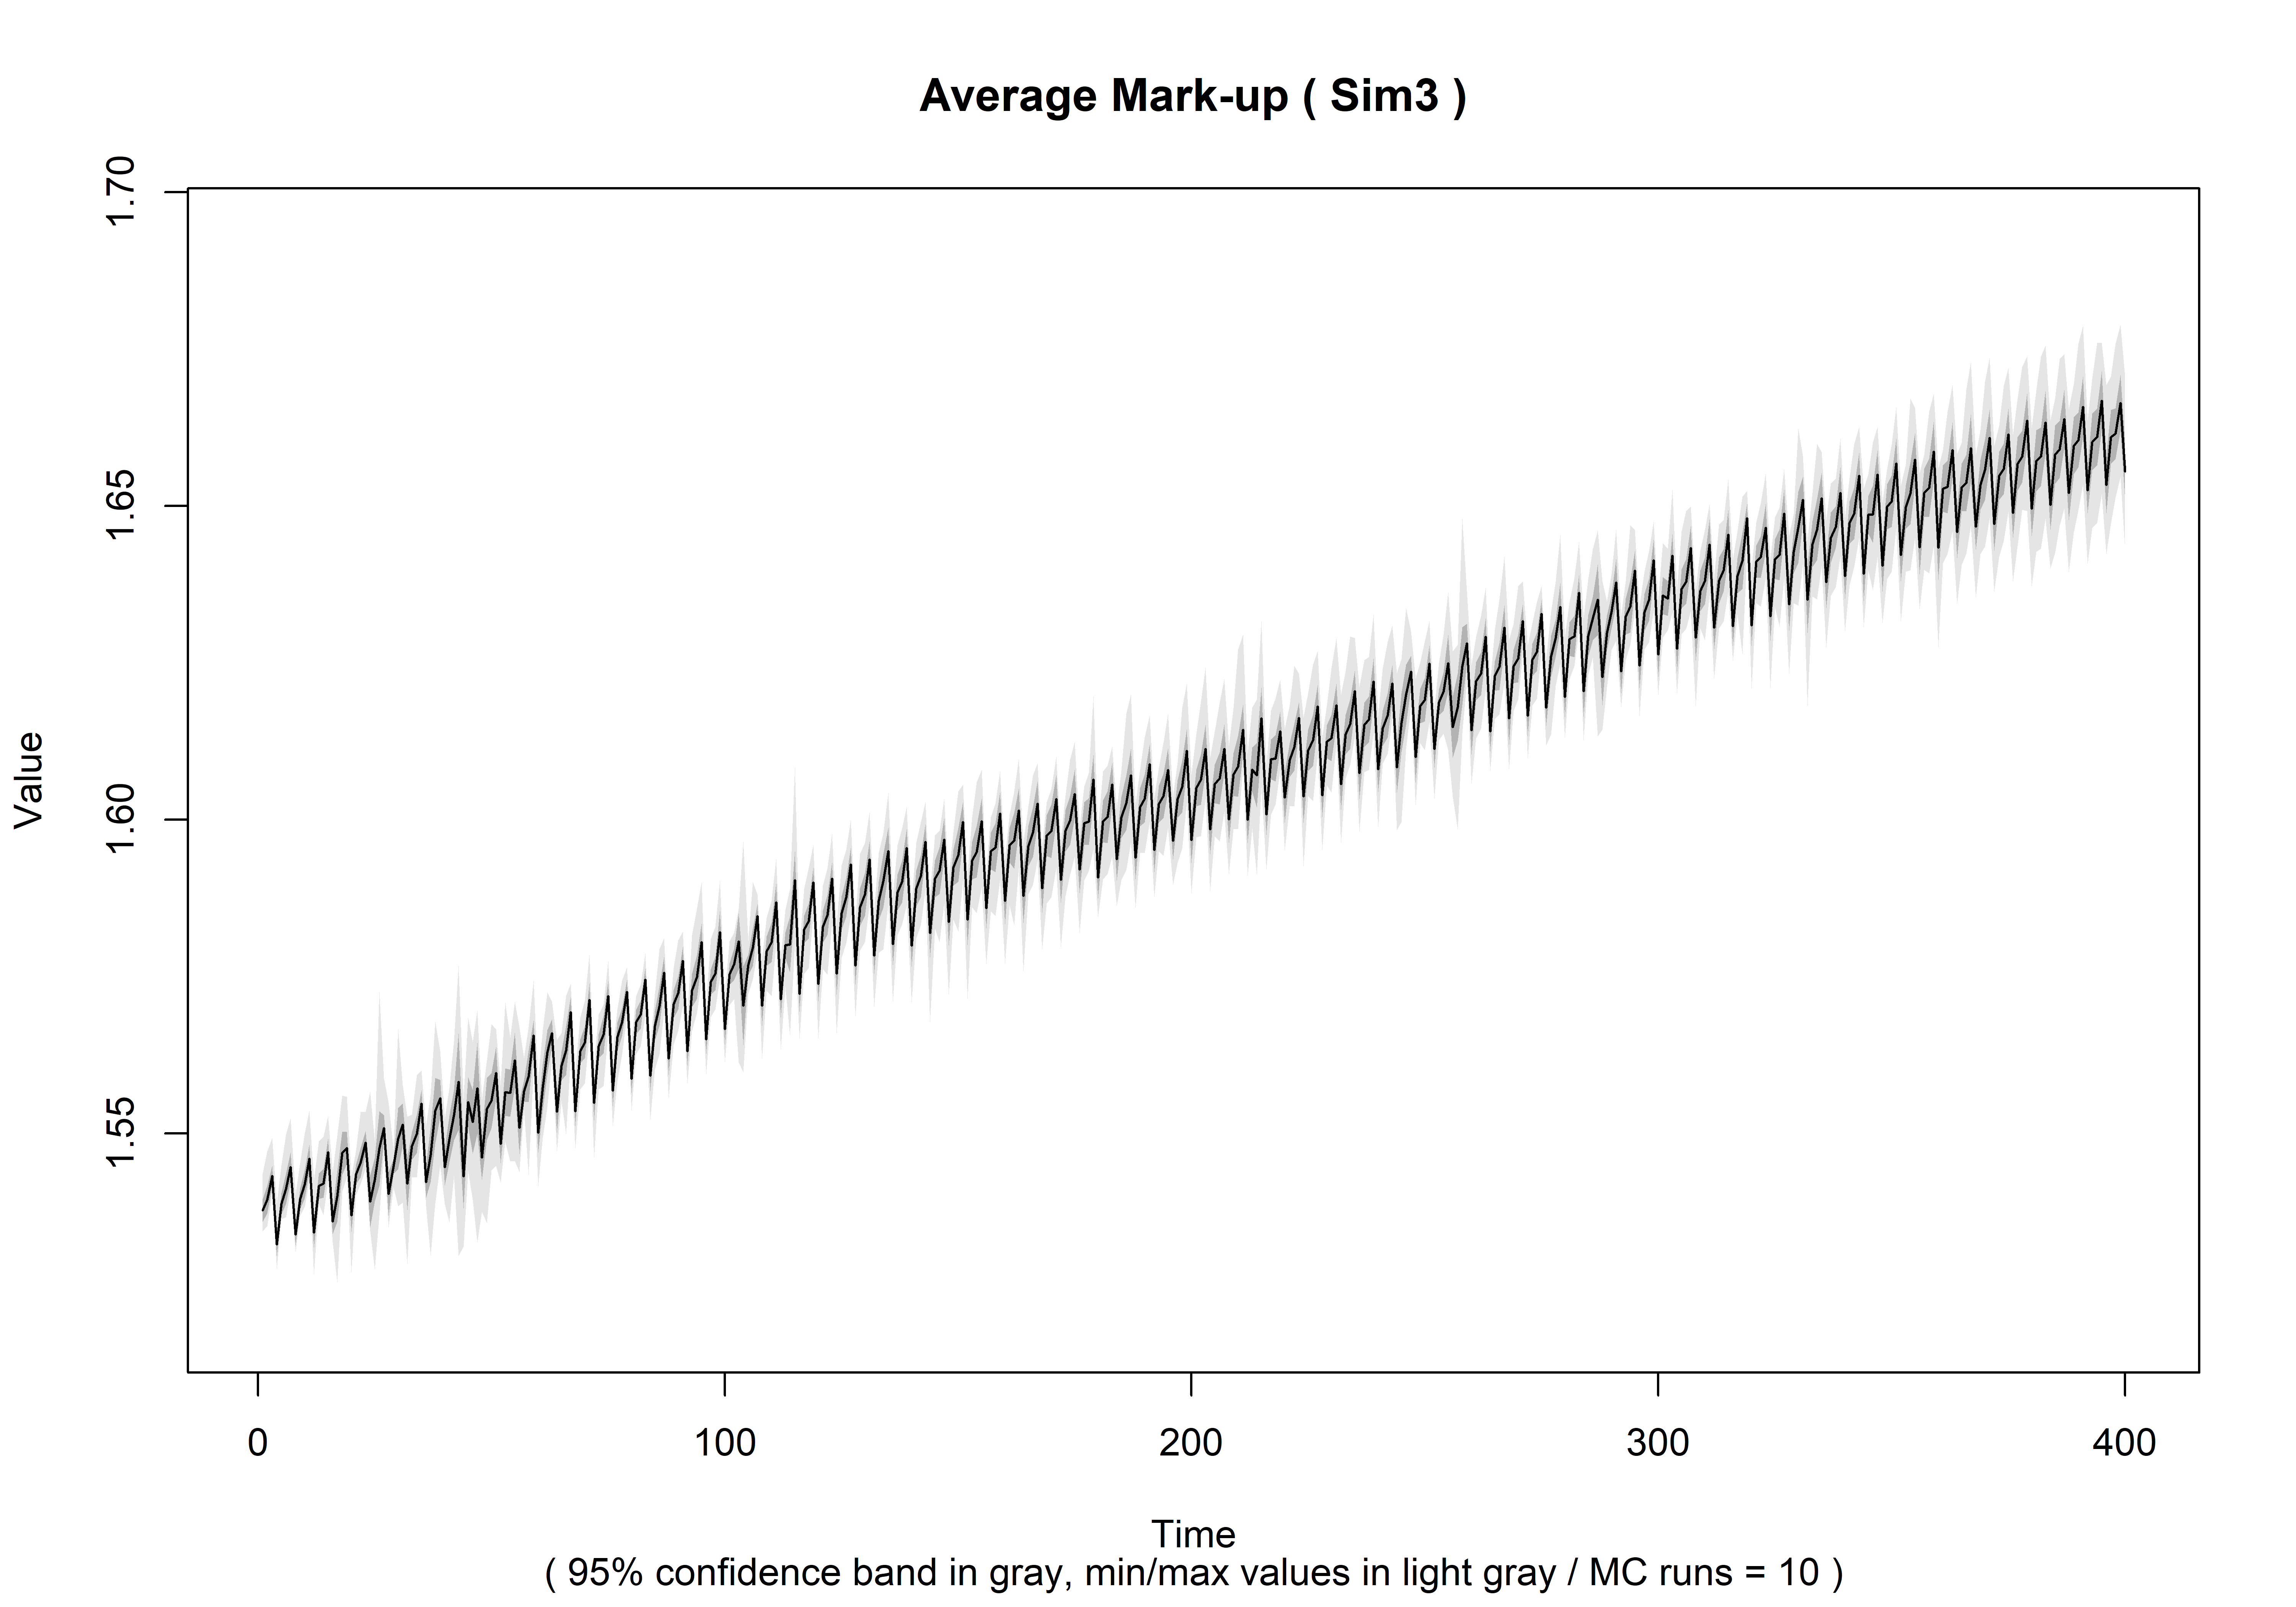 Average Mark-up ( Sim3 )
1.70
1.65
1.60
1.55
Value
0 100 200 300 400
Time
( 95% confidence band in gray, min/max values in light gray / MC runs = 10 )